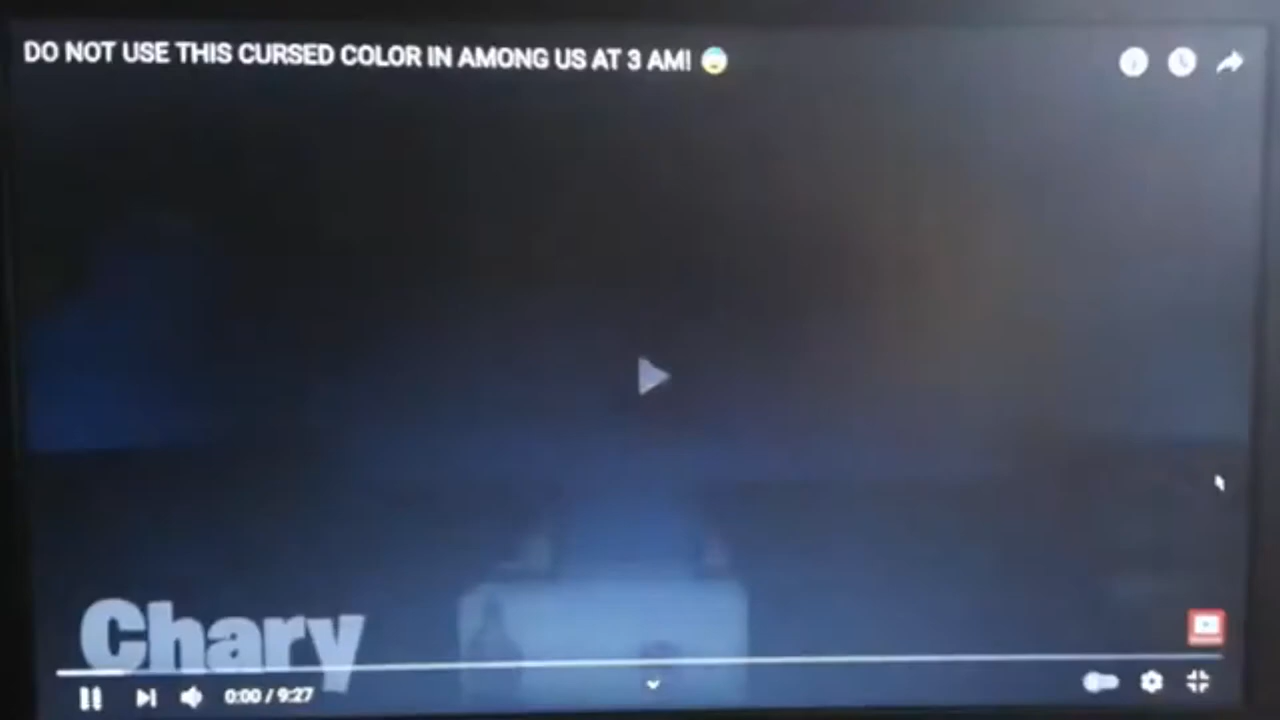 DO NOT USE THIS CURSED COLOR IN AMONG US AT 3 AM! 😨
Chary
0:00 / 9:27